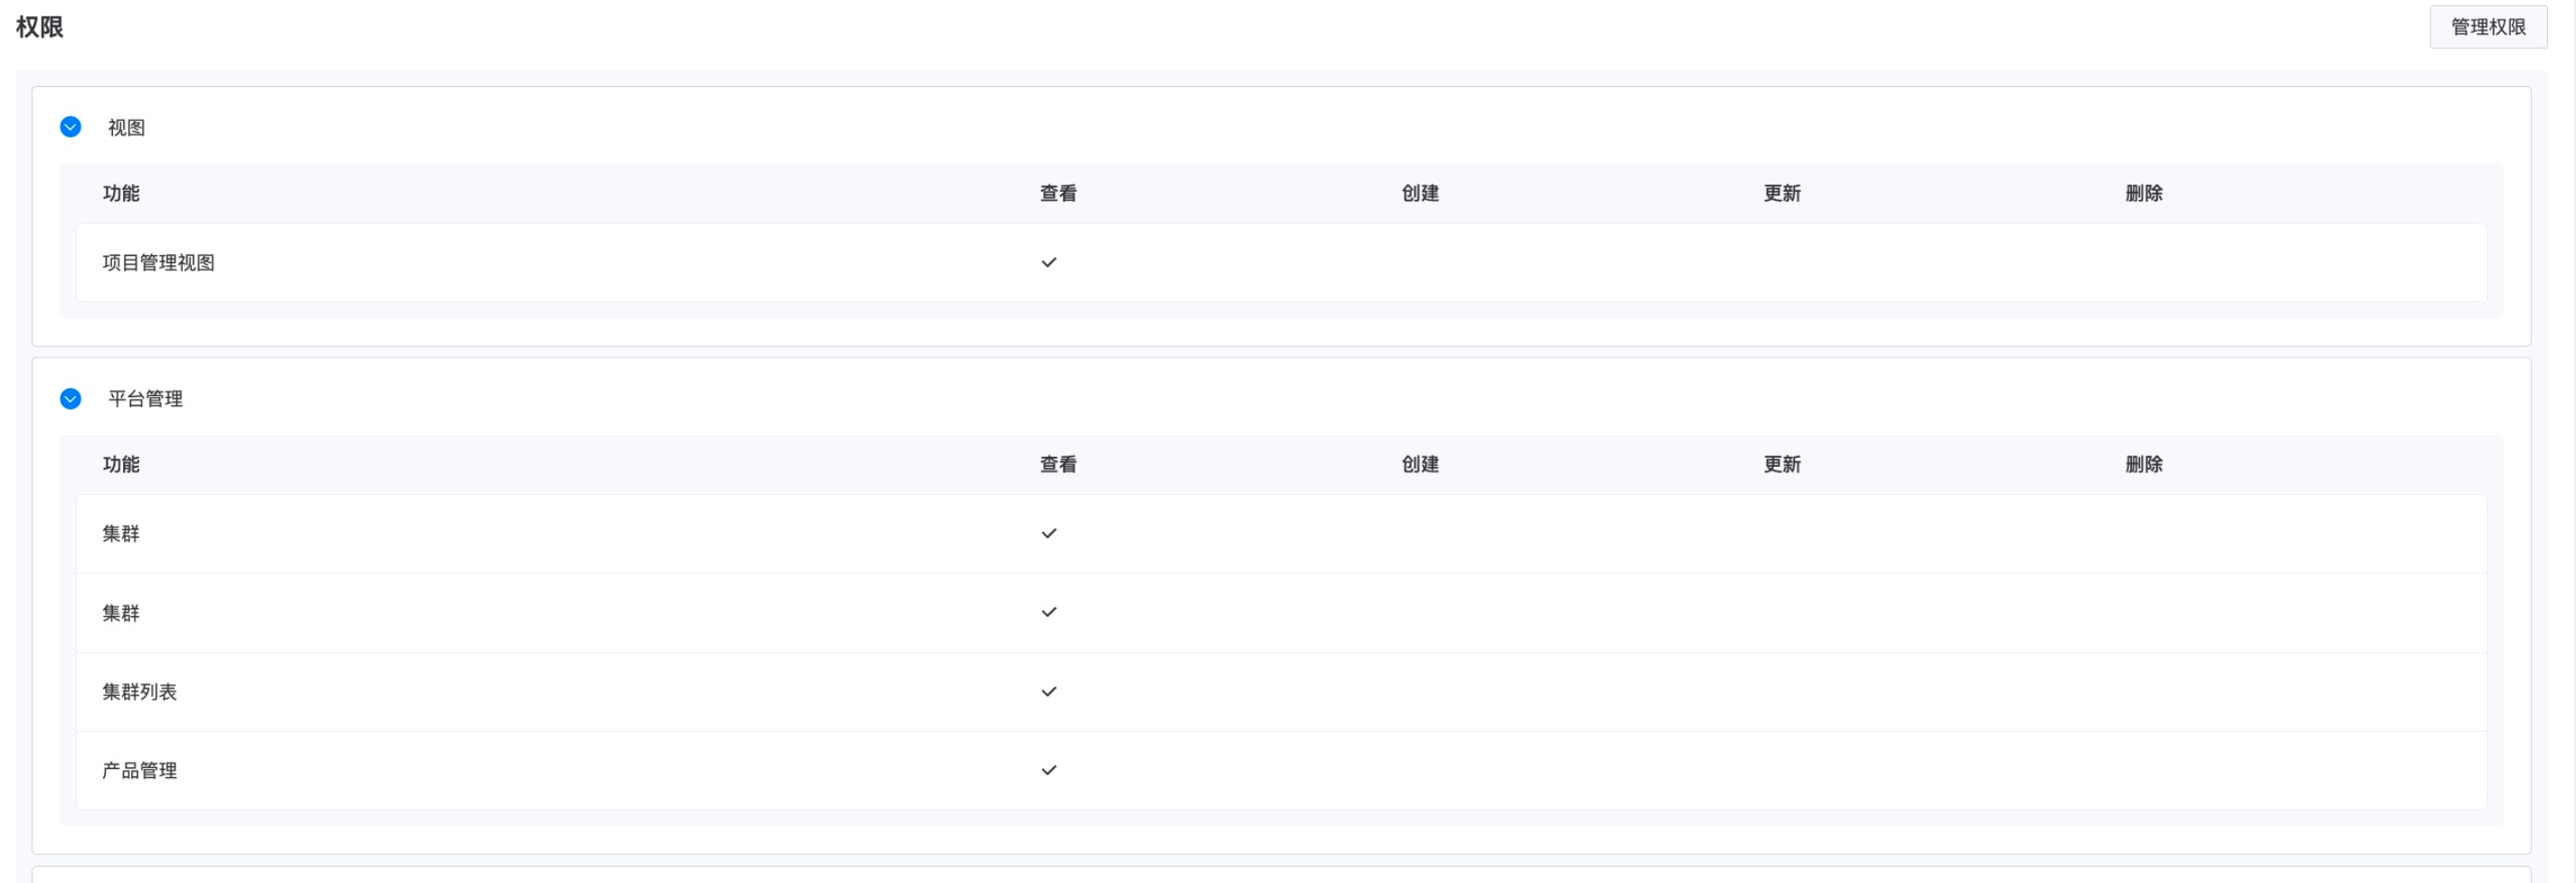 权限
管理权限
视图
功能 查看 创建 更新 删除
项目管理视图
平台管理
功能 查看 创建 更新 删除
集群
集群
集群列表
产品管理